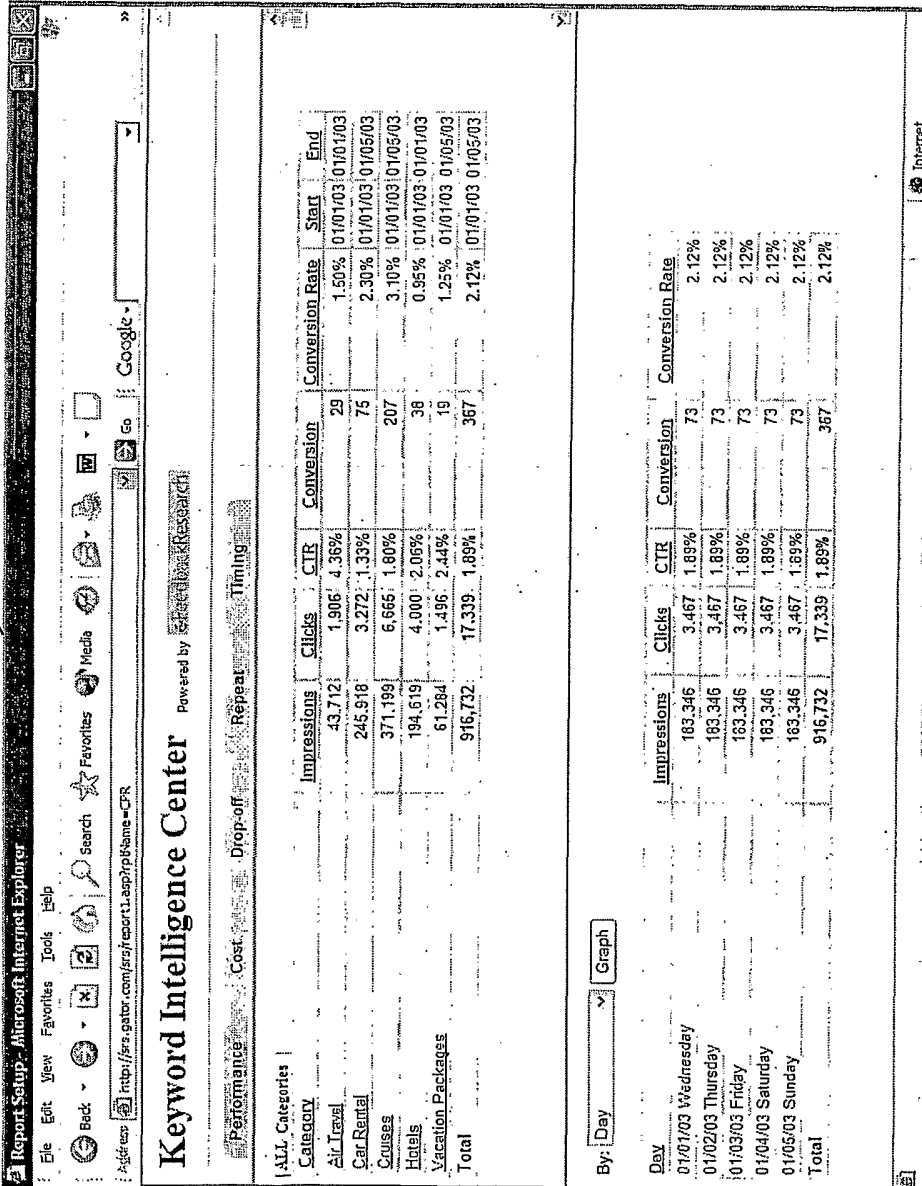 Report Setup - Microsoft Internet Explorer
File Edit View Favorites Tools Help
Back Search Favorites Media
Address http://srs.gator.com/srs/report1.asp?rptName=CPR Go Google
Keyword Intelligence Center Powered by FeedbackResearch
Performance Cost Drop-off Repeat Timing
ALL Categories
Category Impressions Clicks CTR Conversion Conversion Rate Start End
Air Travel 43,712 1,906 4.36% 29 1.50% 01/01/03 01/01/03
Car Rental 245,918 3,272 1.33% 75 2.30% 01/01/03 01/05/03
Cruises 371,199 6,665 1.80% 207 3.10% 01/01/03 01/05/03
Hotels 194,619 4,000 2.06% 38 0.95% 01/01/03 01/01/03
Vacation Packages 61,284 1,496 2.44% 19 1.25% 01/01/03 01/05/03
Total 916,732 17,339 1.89% 367 2.12% 01/01/03 01/05/03
By: Day Graph
Day Impressions Clicks CTR Conversion Conversion Rate
01/01/03 Wednesday 183,346 3,467 1.89% 73 2.12%
01/02/03 Thursday 183,346 3,467 1.89% 73 2.12%
01/03/03 Friday 183,346 3,467 1.89% 73 2.12%
01/04/03 Saturday 183,346 3,467 1.89% 73 2.12%
01/05/03 Sunday 183,346 3,467 1.89% 73 2.12%
Total 916,732 17,339 1.89% 367 2.12%
Internet